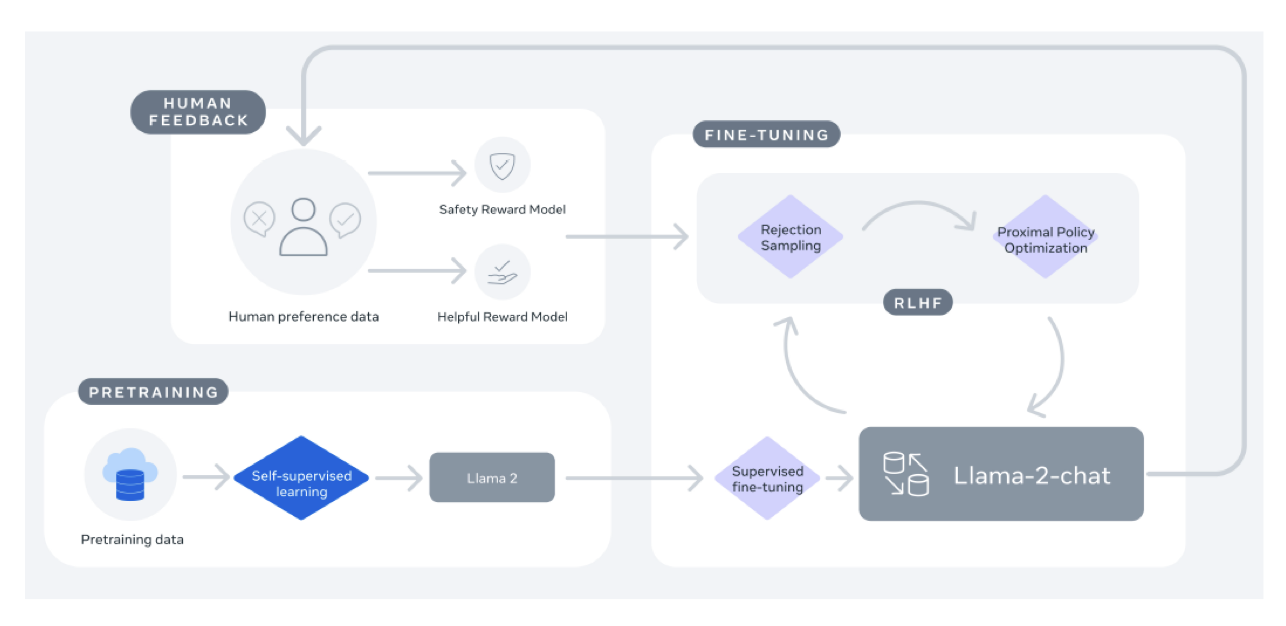 HUMAN
FEEDBACK
Safety Reward Model
Human preference data
Helpful Reward Model
FINE-TUNING
Rejection
Sampling
Proximal Policy
Optimization
RLHF
PRETRAINING
Pretraining data
Self-supervised
learning
Llama 2
Supervised
fine-tuning
Llama-2-chat